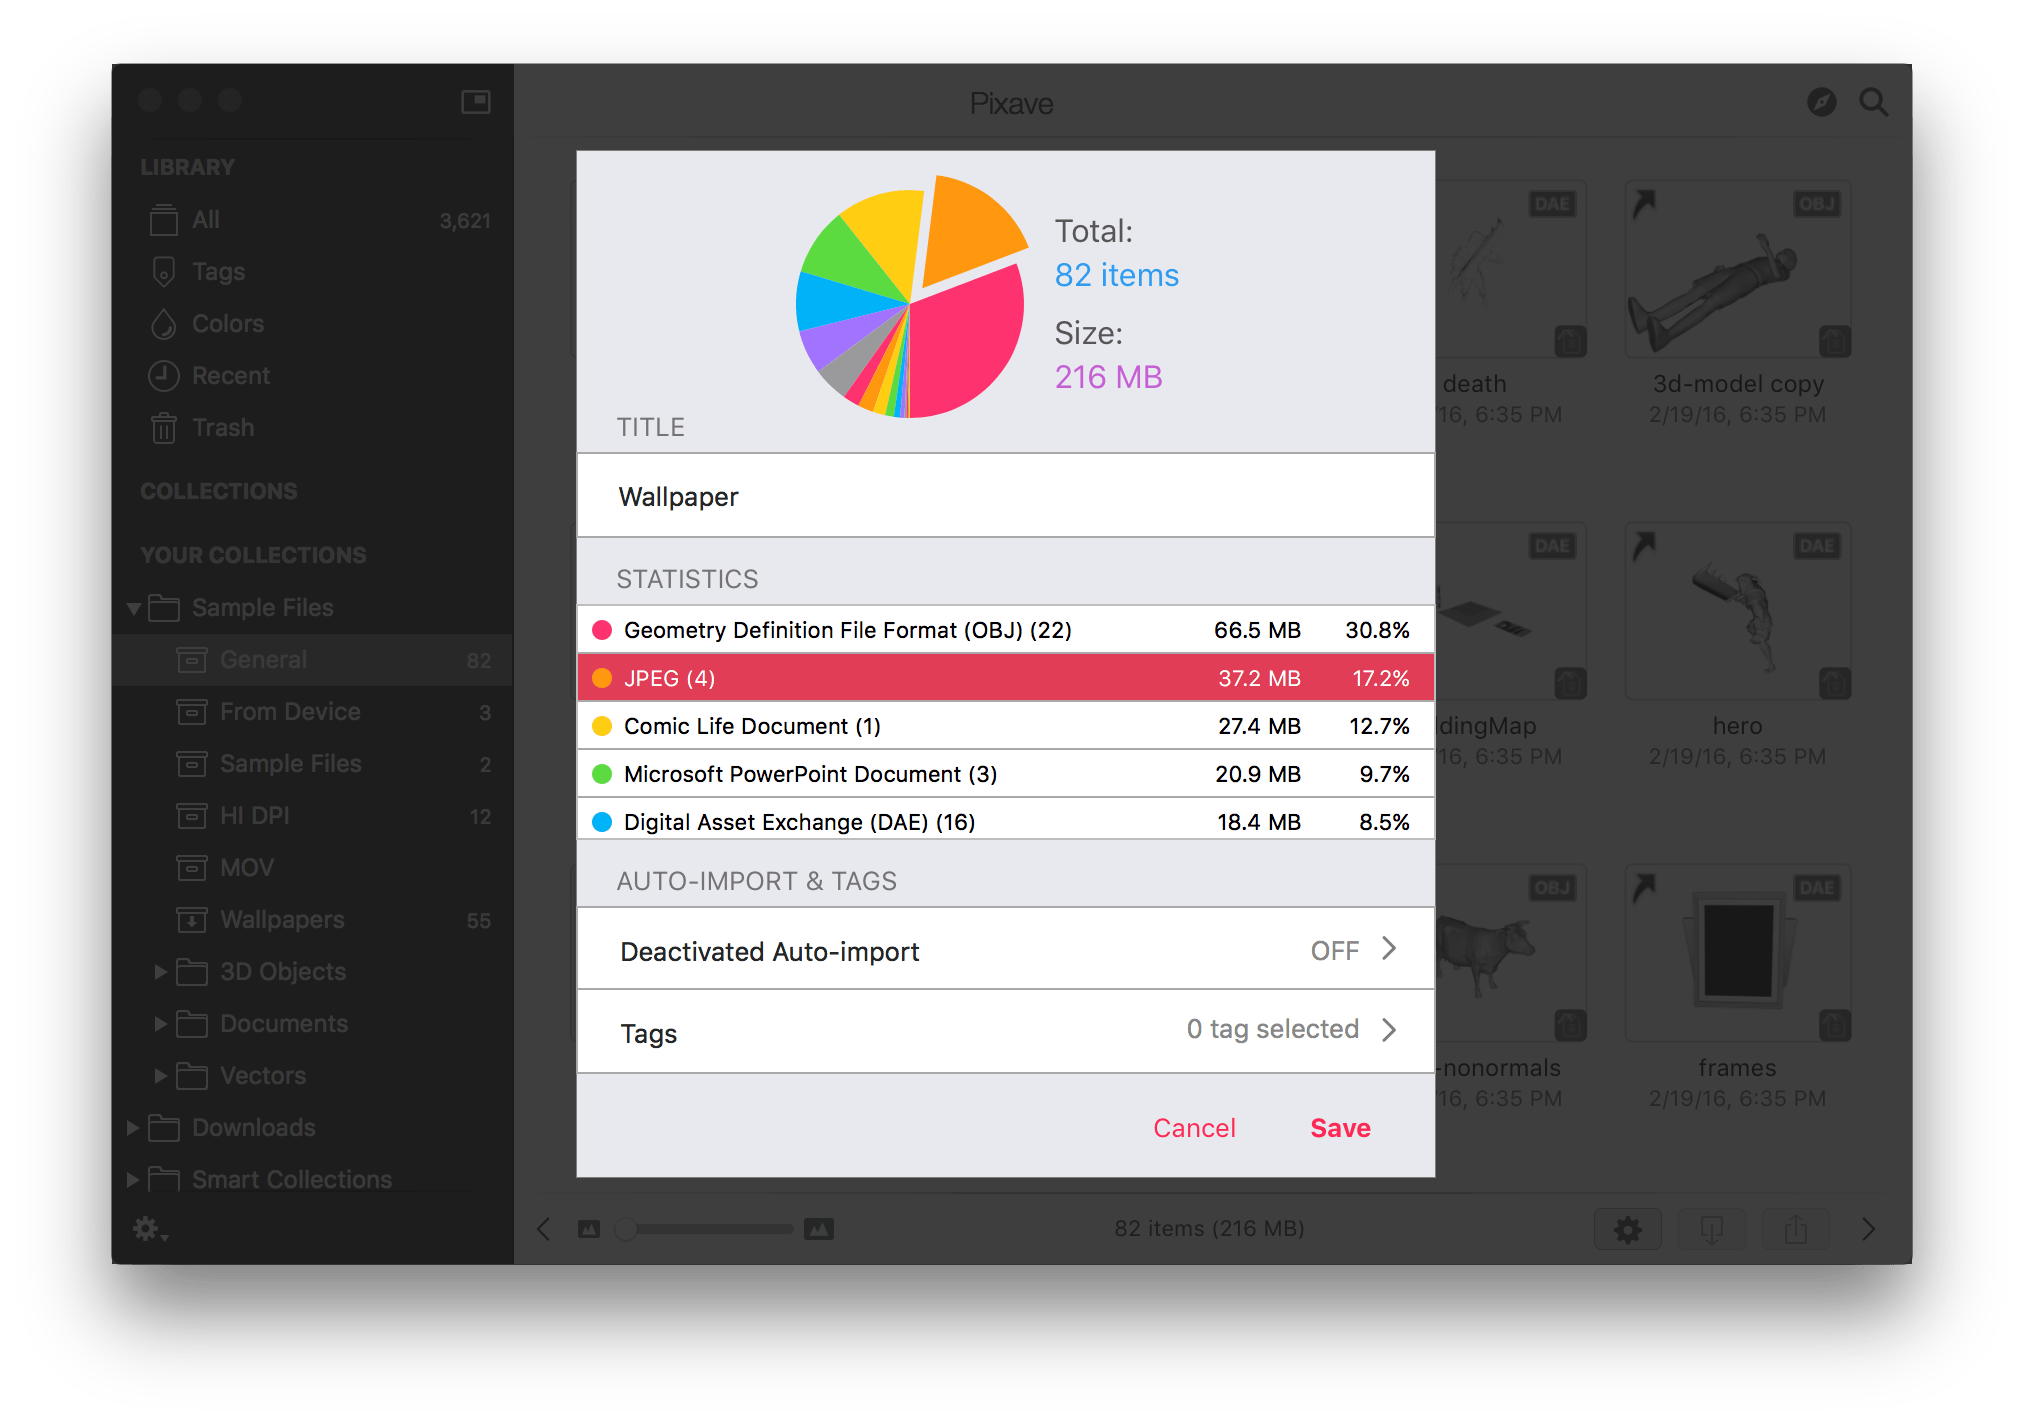 Pixave
LIBRARY
All 3,621
Tags
Colors
Recent
Trash
COLLECTIONS
YOUR COLLECTIONS
Sample Files
General 82
From Device 3
Sample Files 2
HI DPI 12
MOV
Wallpapers 55
3D Objects
Documents
Vectors
Downloads
Smart Collections
Total:
82 items
Size:
216 MB
TITLE
Wallpaper
STATISTICS
Geometry Definition File Format (OBJ) (22) 66.5 MB 30.8%
JPEG (4) 37.2 MB 17.2%
Comic Life Document (1) 27.4 MB 12.7%
Microsoft PowerPoint Document (3) 20.9 MB 9.7%
Digital Asset Exchange (DAE) (16) 18.4 MB 8.5%
AUTO-IMPORT & TAGS
Deactivated Auto-import OFF
Tags 0 tag selected
Cancel Save
DAE OBJ
death 3d-model copy
16, 6:35 PM 2/19/16, 6:35 PM
DAE DAE
ldingMap hero
16, 6:35 PM 2/19/16, 6:35 PM
OBJ DAE
-nonormals frames
16, 6:35 PM 2/19/16, 6:35 PM
82 items (216 MB)